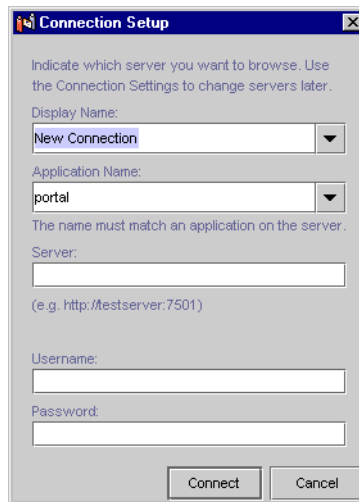 Connection Setup
Indicate which server you want to browse. Use
the Connection Settings to change servers later.
Display Name:
New Connection
Application Name:
portal
The name must match an application on the server.
Server:
(e.g. http://testserver:7501)
Username:
Password:
Connect Cancel